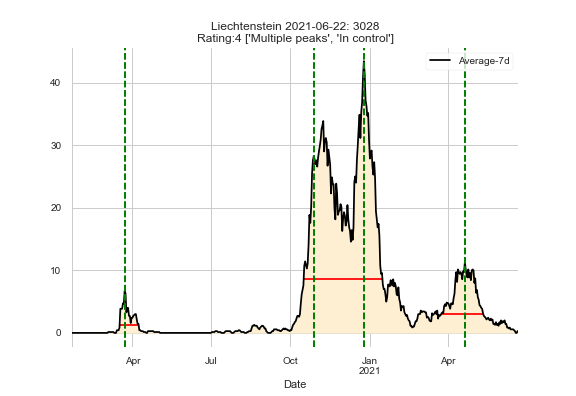 Liechtenstein 2021-06-22: 3028
Rating:4 ['Multiple peaks', 'In control']
Average-7d
40
30
20
10
0
Apr Jul Oct Jan Apr
2021
Date